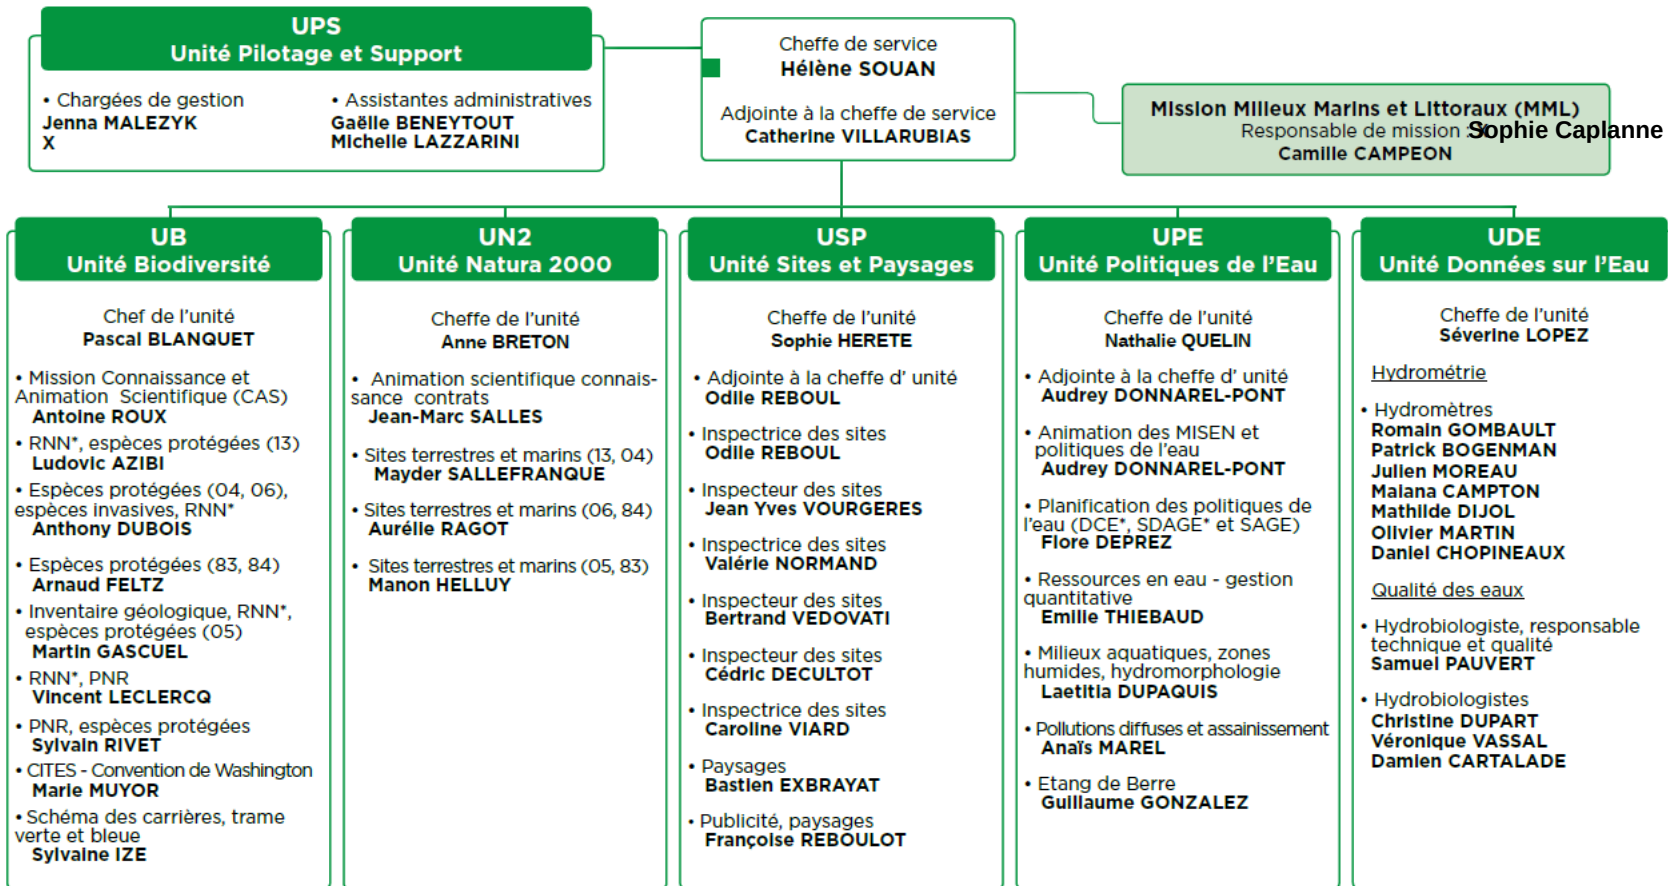 UPS
Unité Pilotage et Support
• Chargées de gestion
Jenna MALEZYK
X
• Assistantes administratives
Gaëlle BENEYTOUT
Michelle LAZZARINI
Cheffe de service
Hélène SOUAN
Adjointe à la cheffe de service
Catherine VILLARUBIAS
Mission Milieux Marins et Littoraux (MML)
Responsable de mission : Sophie Caplanne
Camille CAMPEON
UB
Unité Biodiversité
Chef de l'unité
Pascal BLANQUET
• Mission Connaissance et
Animation Scientifique (CAS)
Antoine ROUX
• RNN*, espèces protégées (13)
Ludovic AZIBI
• Espèces protégées (04, 06),
espèces invasives, RNN*
Anthony DUBOIS
• Espèces protégées (83, 84)
Arnaud FELTZ
• Inventaire géologique, RNN*,
espèces protégées (05)
Martin GASCUEL
• RNN*, PNR
Vincent LECLERCQ
• PNR, espèces protégées
Sylvain RIVET
• CITES - Convention de Washington
Marie MUYOR
• Schéma des carrières, trame
verte et bleue
Sylvaine IZE
UN2
Unité Natura 2000
Cheffe de l'unité
Anne BRETON
• Animation scientifique connais-
sance contrats
Jean-Marc SALLES
• Sites terrestres et marins (13, 04)
Mayder SALLEFRANQUE
• Sites terrestres et marins (06, 84)
Aurélie RAGOT
• Sites terrestres et marins (05, 83)
Manon HELLUY
USP
Unité Sites et Paysages
Cheffe de l'unité
Sophie HERETE
• Adjointe à la cheffe d' unité
Odile REBOUL
• Inspectrice des sites
Odile REBOUL
• Inspecteur des sites
Jean Yves VOURGERES
• Inspectrice des sites
Valérie NORMAND
• Inspecteur des sites
Bertrand VEDOVATI
• Inspecteur des sites
Cédric DECULTOT
• Inspectrice des sites
Caroline VIARD
• Paysages
Bastien EXBRAYAT
• Publicité, paysages
Françoise REBOULOT
UPE
Unité Politiques de l'Eau
Cheffe de l'unité
Nathalie QUELIN
• Adjointe à la cheffe d' unité
Audrey DONNAREL-PONT
• Animation des MISEN et
politiques de l'eau
Audrey DONNAREL-PONT
• Planification des politiques de
l'eau (DCE*, SDAGE* et SAGE)
Flore DEPREZ
• Ressources en eau - gestion
quantitative
Emilie THIEBAUD
• Milieux aquatiques, zones
humides, hydromorphologie
Laetitia DUPAQUIS
• Pollutions diffuses et assainissement
Anaïs MAREL
• Etang de Berre
Guillaume GONZALEZ
UDE
Unité Données sur l'Eau
Cheffe de l'unité
Séverine LOPEZ
Hydrométrie
• Hydromètres
Romain GOMBAULT
Patrick BOGENMAN
Julien MOREAU
Maiana CAMPTON
Mathilde DIJOL
Olivier MARTIN
Daniel CHOPINEAUX
Qualité des eaux
• Hydrobiologiste, responsable
technique et qualité
Samuel PAUVERT
• Hydrobiologistes
Christine DUPART
Véronique VASSAL
Damien CARTALADE